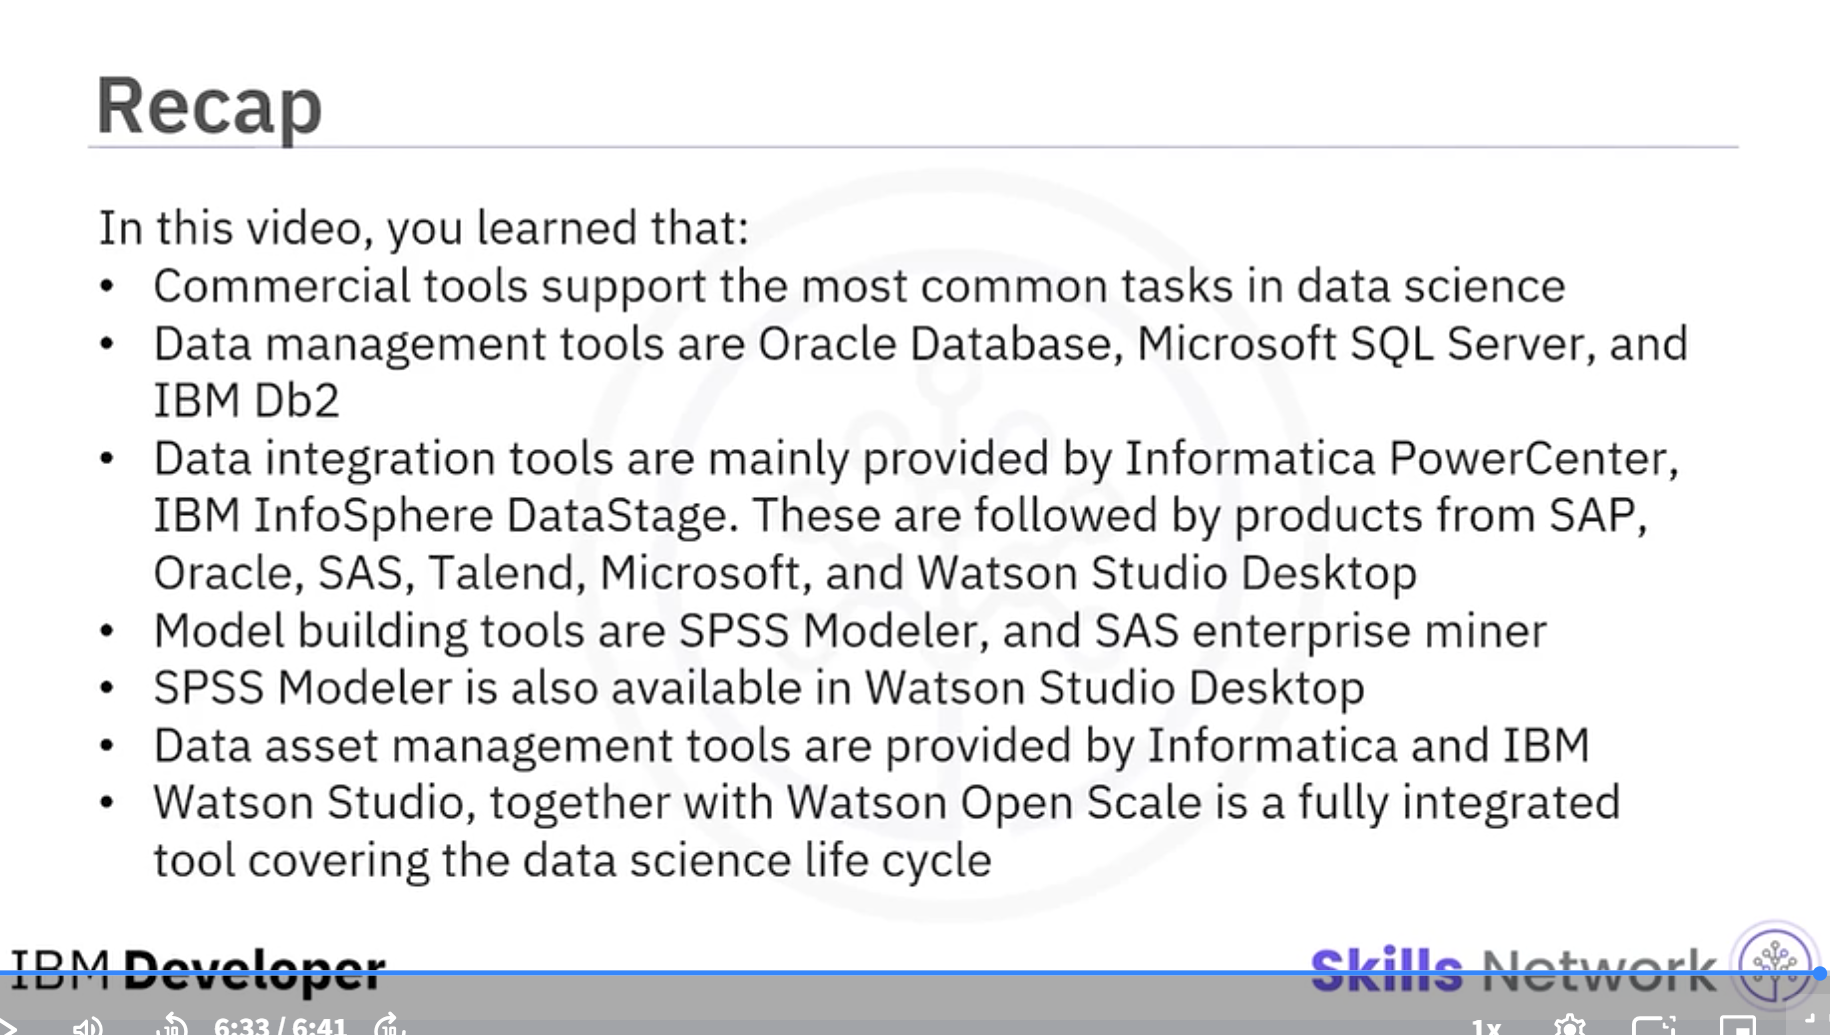 Recap
In this video, you learned that:
• Commercial tools support the most common tasks in data science
• Data management tools are Oracle Database, Microsoft SQL Server, and
IBM Db2
• Data integration tools are mainly provided by Informatica PowerCenter,
IBM InfoSphere DataStage. These are followed by products from SAP,
Oracle, SAS, Talend, Microsoft, and Watson Studio Desktop
• Model building tools are SPSS Modeler, and SAS enterprise miner
• SPSS Modeler is also available in Watson Studio Desktop
• Data asset management tools are provided by Informatica and IBM
• Watson Studio, together with Watson Open Scale is a fully integrated
tool covering the data science life cycle
IBM Developer
Skills Network
10 6:33 / 6:41 10 1x